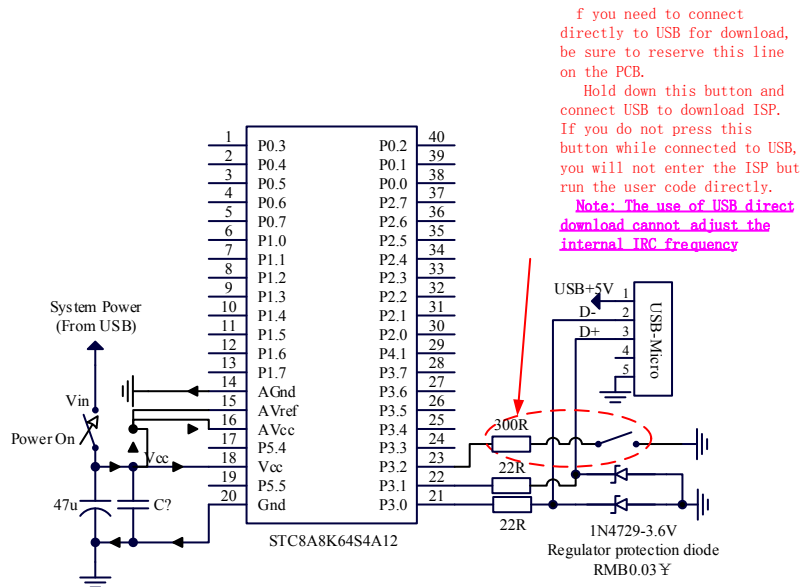 f you need to connect
directly to USB for download,
be sure to reserve this line
on the PCB.
Hold down this button and
connect USB to download ISP.
If you do not press this
button while connected to USB,
you will not enter the ISP but
run the user code directly.
Note: The use of USB direct
download cannot adjust the
internal IRC frequency
1 P0.3 P0.2 40
2 P0.4 P0.1 39
3 P0.5 P0.0 38
4 P0.6 P2.7 37
5 P0.7 P2.6 36
6 P1.0 P2.5 35
7 P1.1 P2.4 34
8 P1.2 P2.3 33
9 P1.3 P2.2 32
10 P1.4 P2.1 31
11 P1.5 P2.0 30
12 P1.6 P4.1 29
13 P1.7 P3.7 28
14 AGnd P3.6 27
15 AVref P3.5 26
16 AVcc P3.4 25
17 P5.4 P3.3 24
18 Vcc P3.2 23
19 P5.5 P3.1 22
20 Gnd P3.0 21
STC8A8K64S4A12
System Power
(From USB)
Vin
Power On
Vcc
47u
C?
USB+5V 1
D- 2
D+ 3
4
5
USB-Micro
300R
22R
22R
1N4729-3.6V
Regulator protection diode
RMB0.03¥